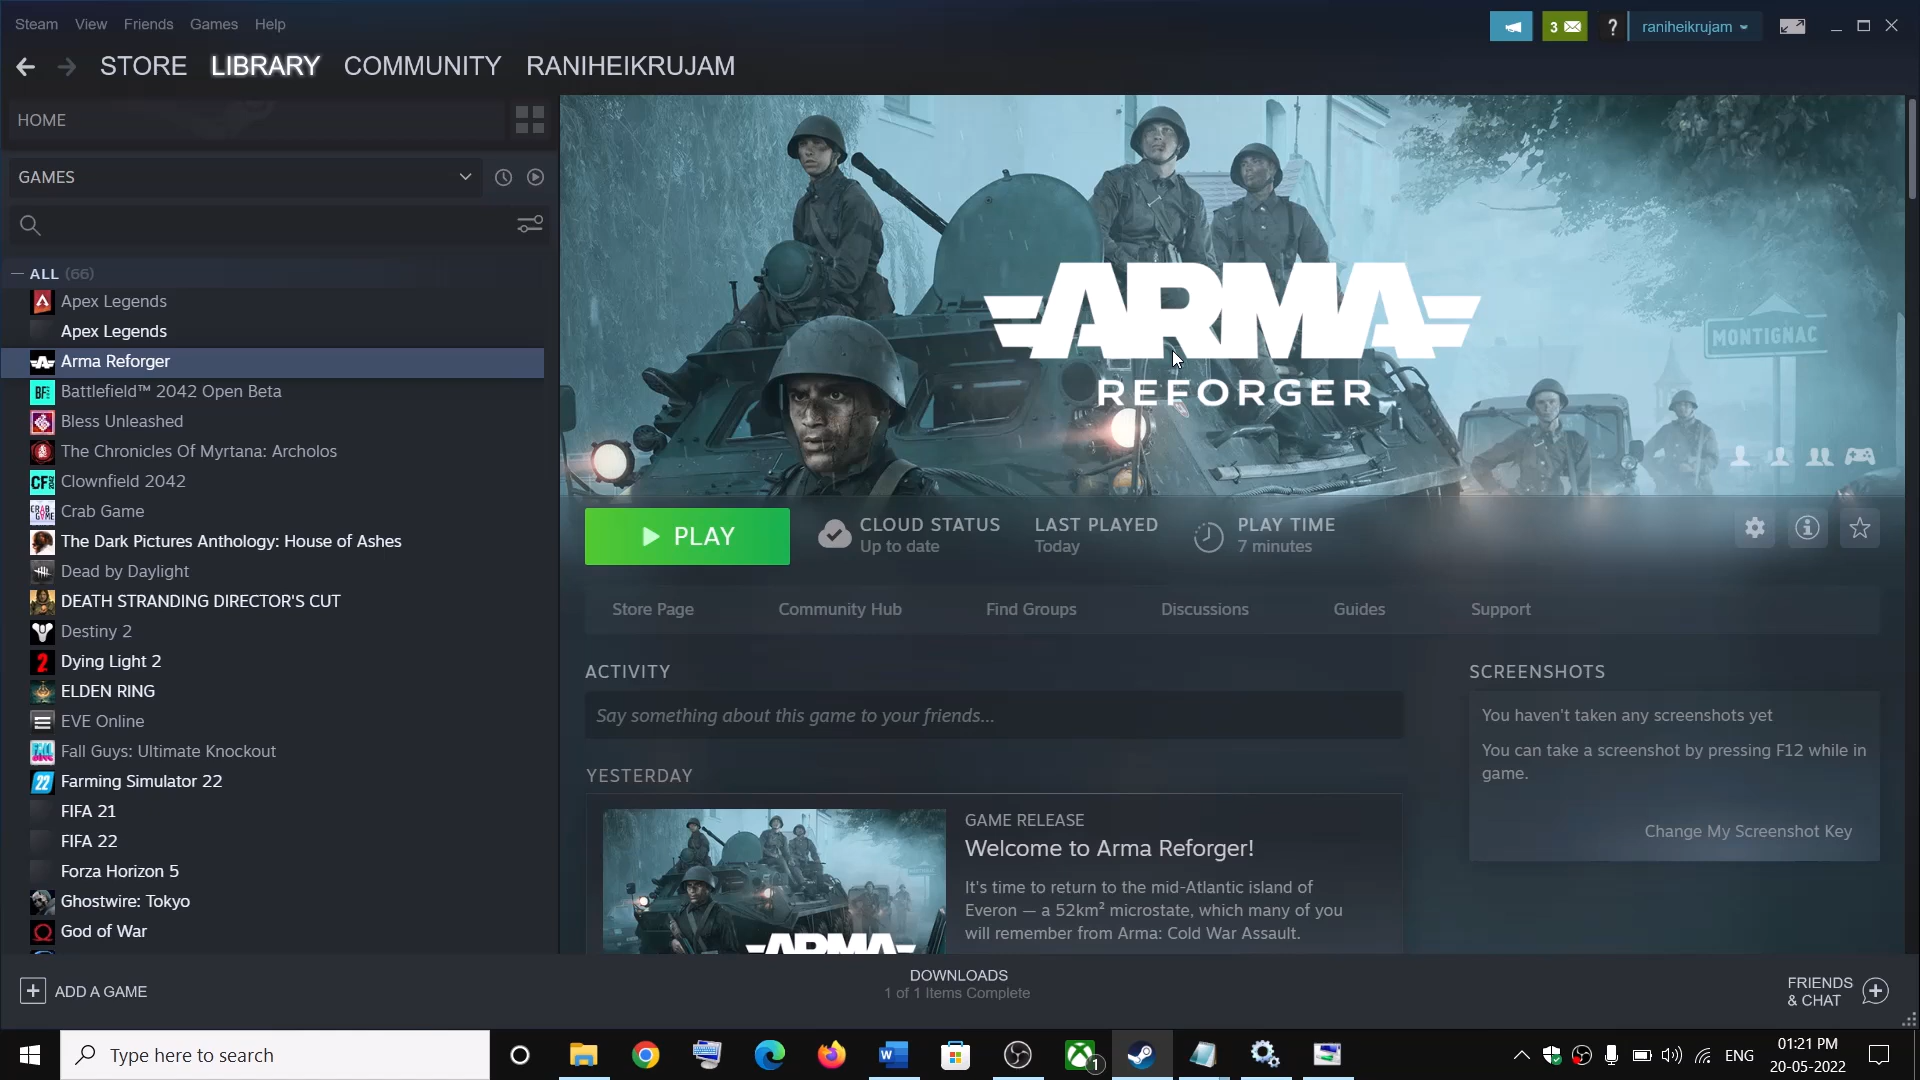 Steam View Friends Games Help
3 ? raniheikrujam
STORE LIBRARY COMMUNITY RANIHEIKRUJAM
HOME
GAMES
— ALL (66)
Apex Legends
Apex Legends
Arma Reforger
Battlefield™ 2042 Open Beta
Bless Unleashed
The Chronicles Of Myrtana: Archolos
Clownfield 2042
Crab Game
The Dark Pictures Anthology: House of Ashes
Dead by Daylight
DEATH STRANDING DIRECTOR'S CUT
Destiny 2
Dying Light 2
ELDEN RING
EVE Online
Fall Guys: Ultimate Knockout
Farming Simulator 22
FIFA 21
FIFA 22
Forza Horizon 5
Ghostwire: Tokyo
God of War
ARMA
REFORGER
MONTIGNAC
PLAY
CLOUD STATUS
Up to date
LAST PLAYED
Today
PLAY TIME
7 minutes
Store Page Community Hub Find Groups Discussions Guides Support
ACTIVITY
Say something about this game to your friends...
YESTERDAY
GAME RELEASE
Welcome to Arma Reforger!
It's time to return to the mid-Atlantic island of
Everon — a 52km² microstate, which many of you
will remember from Arma: Cold War Assault.
ARMA
SCREENSHOTS
You haven't taken any screenshots yet
You can take a screenshot by pressing F12 while in
game.
Change My Screenshot Key
ADD A GAME
DOWNLOADS
1 of 1 Items Complete
FRIENDS
& CHAT
Type here to search
1
ENG
01:21 PM
20-05-2022